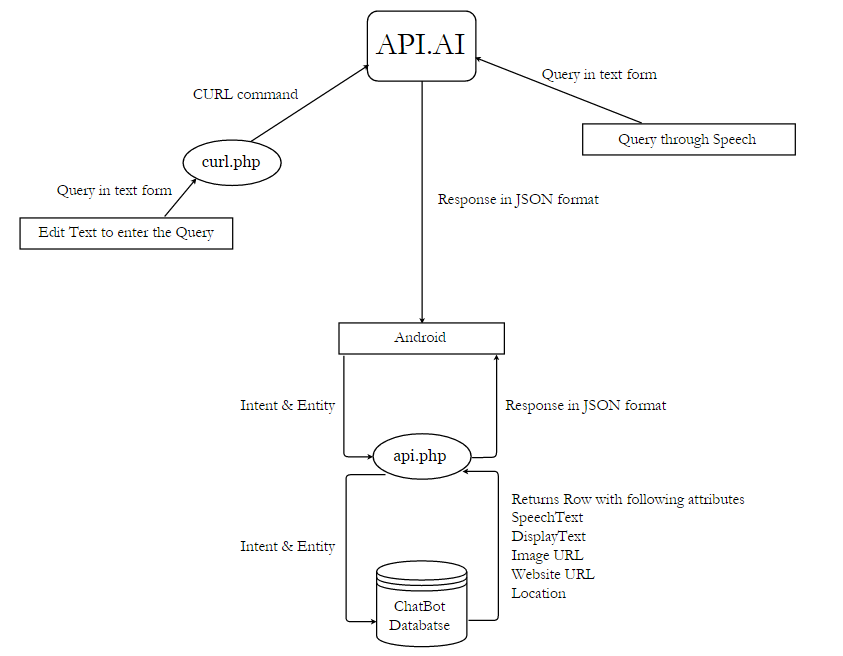 API.AI
Query in text form
CURL command
Query through Speech
curl.php
Query in text form
Response in JSON format
Edit Text to enter the Query
Android
Intent & Entity
Response in JSON format
api.php
Returns Row with following attributes
SpeechText
DisplayText
Image URL
Website URL
Location
Intent & Entity
ChatBot
Databatse